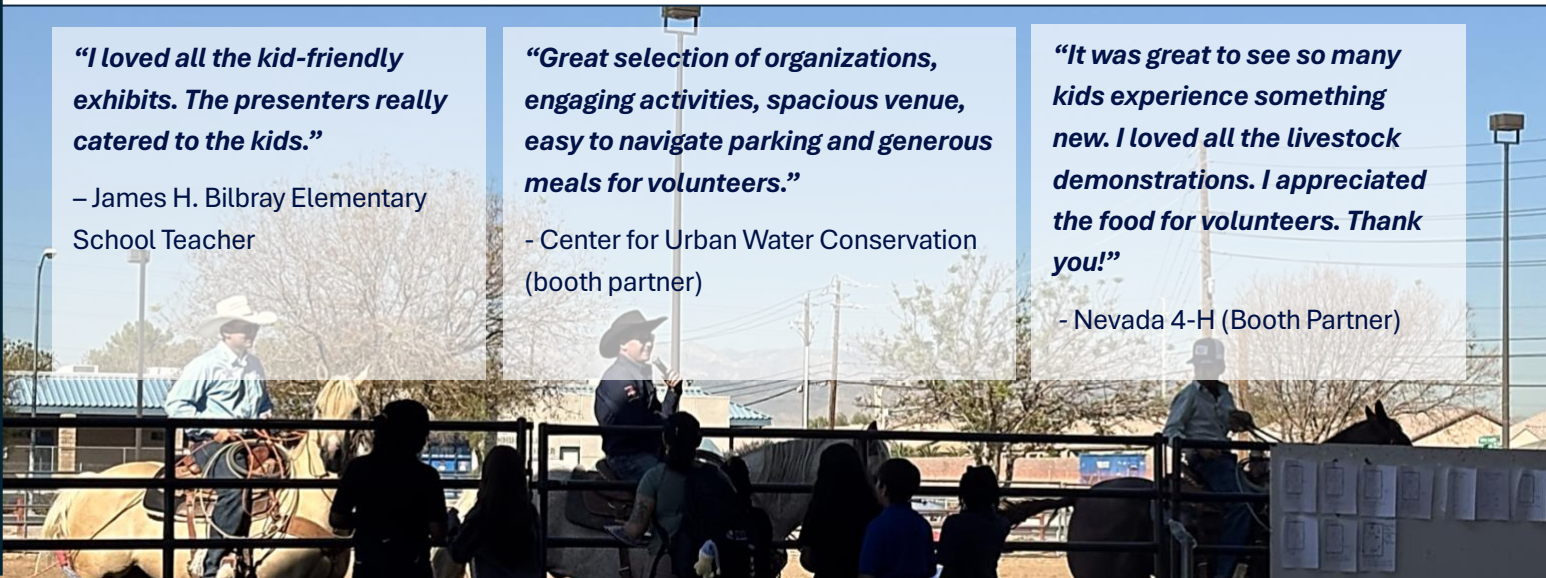 “I loved all the kid-friendly
exhibits. The presenters really
catered to the kids.”
– James H. Bilbray Elementary
School Teacher
“Great selection of organizations,
engaging activities, spacious venue,
easy to navigate parking and generous
meals for volunteers.”
- Center for Urban Water Conservation
(booth partner)
“It was great to see so many
kids experience something
new. I loved all the livestock
demonstrations. I appreciated
the food for volunteers. Thank
you!”
- Nevada 4-H (Booth Partner)